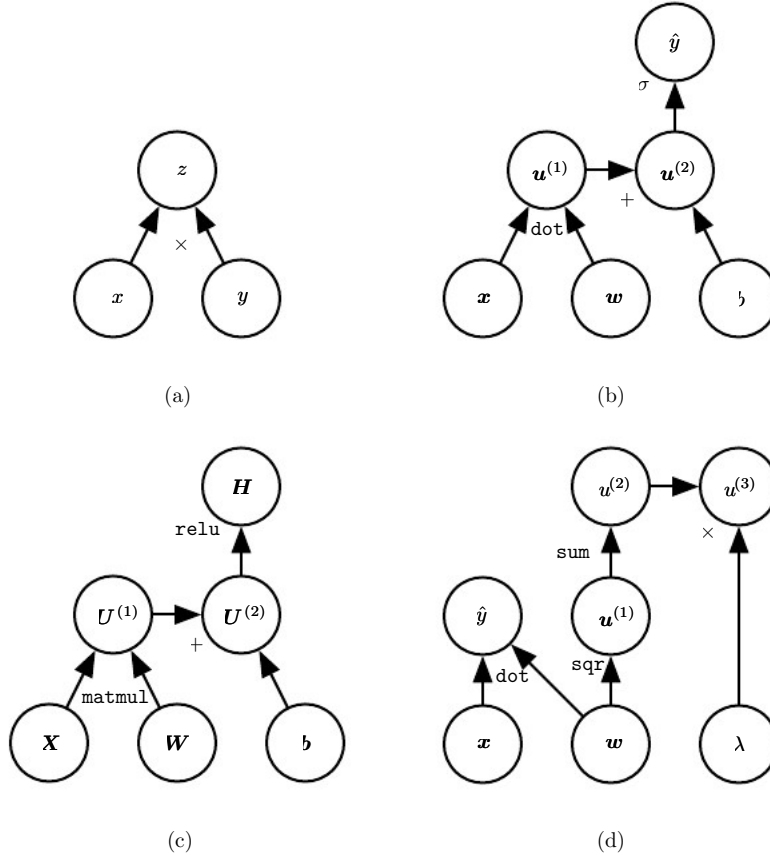 ŷ
σ
z
u(1)
u(2)
+
dot
×
x
y
x
w
b
(a)
(b)
H
u(2)
u(3)
relu
×
sum
U(1)
U(2)
ŷ
u(1)
+
sqr
dot
matmul
X
W
b
x
w
λ
(c)
(d)